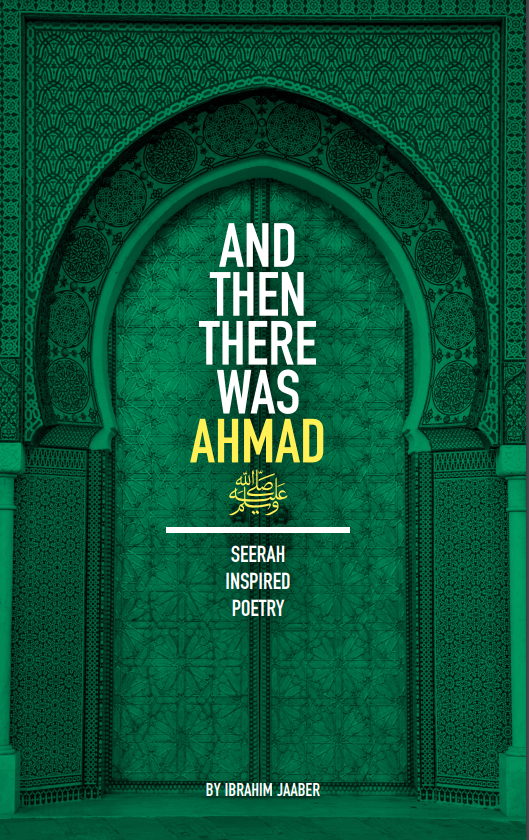 AND
THEN
THERE
WAS
AHMAD
صلى الله عليه وسلم
SEERAH
INSPIRED
POETRY
BY IBRAHIM JAABER